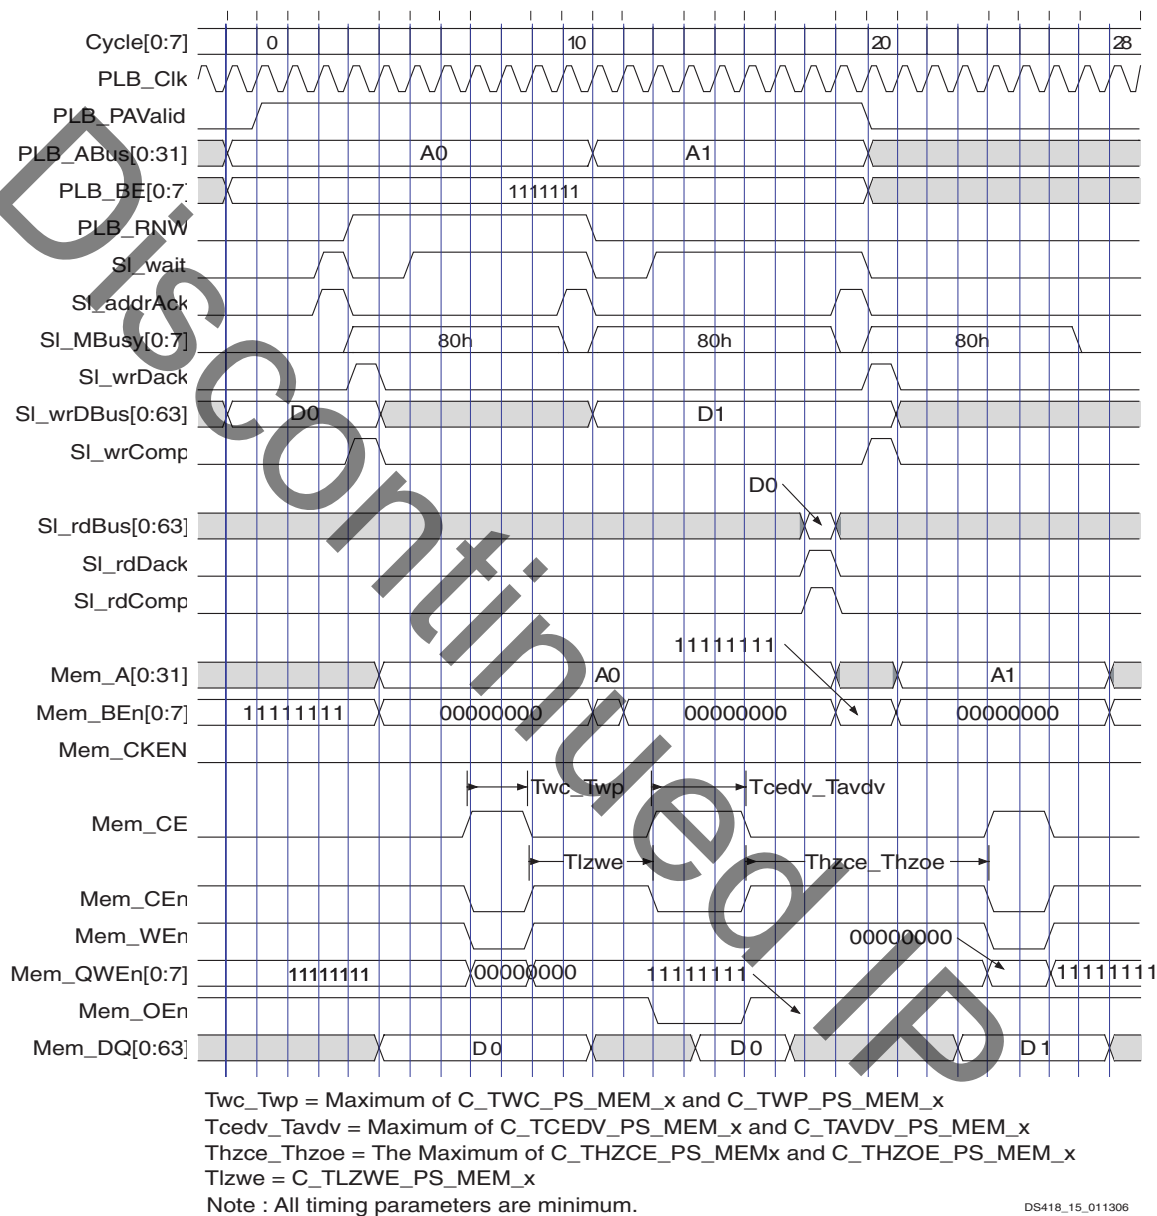 Cycle[0:7] 0 10 20 28
PLB_Clk
PLB_PAValid
PLB_ABus[0:31] A0 A1
PLB_BE[0:7] 1111111
PLB_RNW
Sl_wait
Sl_addrAck
Sl_MBusy[0:7] 80h 80h 80h
Sl_wrDack
Sl_wrDBus[0:63] D0 D1
Sl_wrComp
D0
Sl_rdBus[0:63]
Sl_rdDack
Sl_rdComp
11111111
Mem_A[0:31] A0 A1
Mem_BEn[0:7] 11111111 00000000 00000000 00000000
Mem_CKEN
Twc_Twp Tcedv_Tavdv
Mem_CE
Tlzwe Thzce_Thzoe
Mem_CEn
Mem_WEn 00000000
Mem_QWEn[0:7] 11111111 00000000 11111111 11111111
Mem_OEn
Mem_DQ[0:63] D0 D0 D1
Discontinued IP
Twc_Twp = Maximum of C_TWC_PS_MEM_x and C_TWP_PS_MEM_x
Tcedv_Tavdv = Maximum of C_TCEDV_PS_MEM_x and C_TAVDV_PS_MEM_x
Thzce_Thzoe = The Maximum of C_THZCE_PS_MEMx and C_THZOE_PS_MEM_x
Tlzwe = C_TLZWE_PS_MEM_x
Note : All timing parameters are minimum.
DS418_15_011306